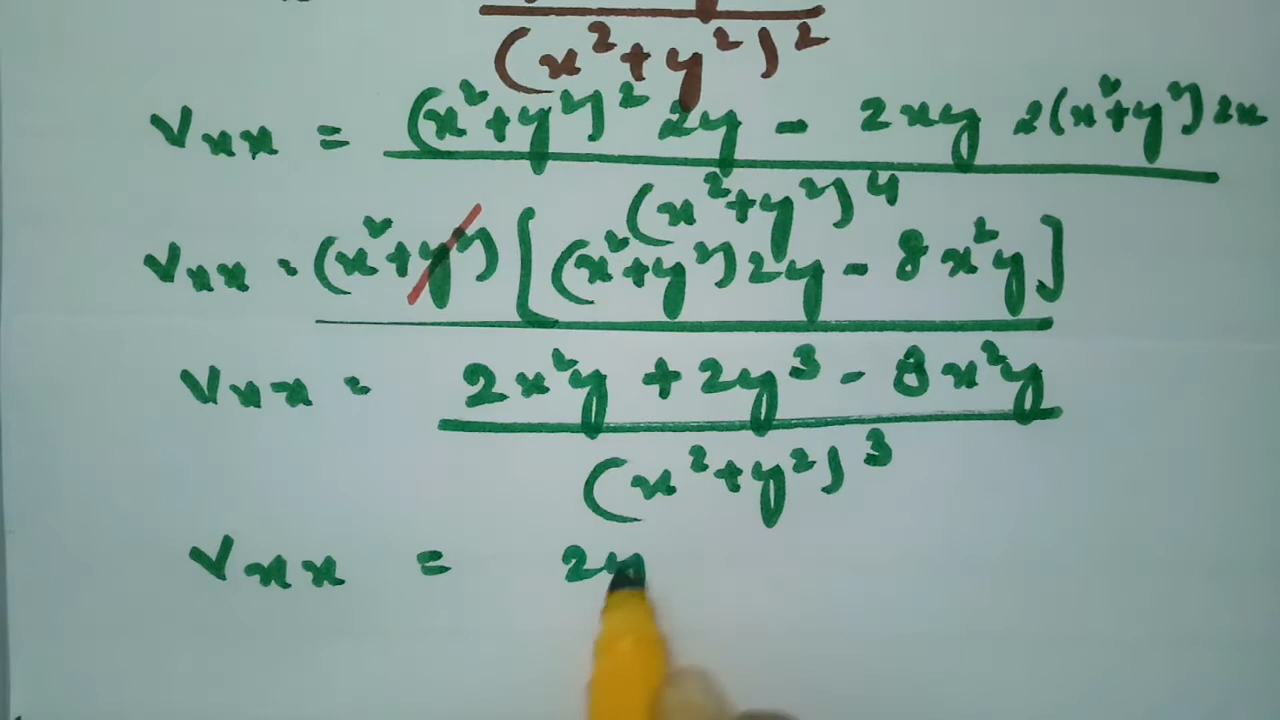 (x²+y²)²
Vxx = (x²+y²)² 2y - 2xy 2(x²+y²) 2x
(x²+y²)⁴
Vxx = (x²+y²) [(x²+y²) 2y - 8x²y]
Vxx = 2x²y + 2y³ - 8x²y
(x²+y²)³
Vxx = 2y